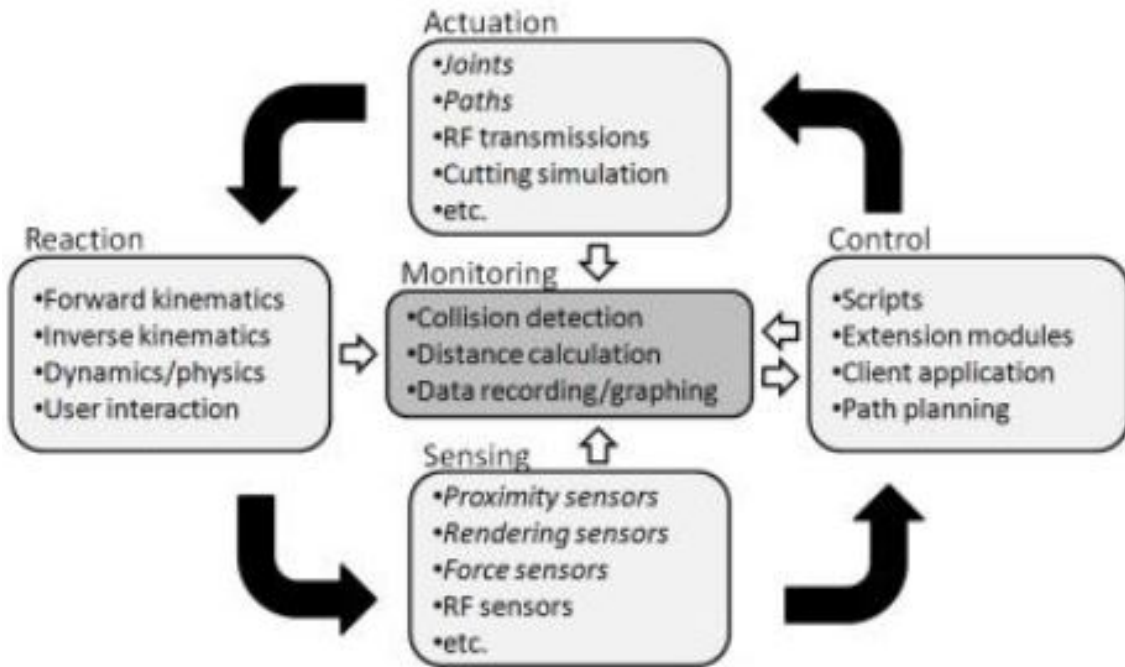 Actuation
•Joints
•Paths
•RF transmissions
•Cutting simulation
•etc.
Reaction
•Forward kinematics
•Inverse kinematics
•Dynamics/physics
•User interaction
Monitoring
•Collision detection
•Distance calculation
•Data recording/graphing
Control
•Scripts
•Extension modules
•Client application
•Path planning
Sensing
•Proximity sensors
•Rendering sensors
•Force sensors
•RF sensors
•etc.